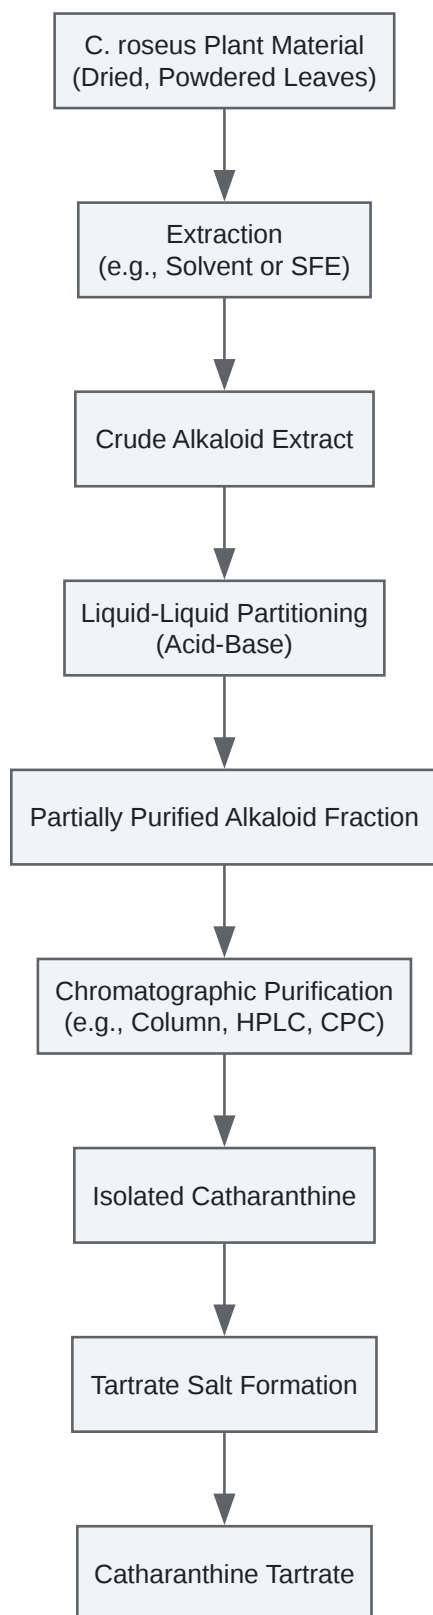 C. roseus Plant Material
(Dried, Powdered Leaves)
Extraction
(e.g., Solvent or SFE)
Crude Alkaloid Extract
Liquid-Liquid Partitioning
(Acid-Base)
Partially Purified Alkaloid Fraction
Chromatographic Purification
(e.g., Column, HPLC, CPC)
Isolated Catharanthine
Tartrate Salt Formation
Catharanthine Tartrate